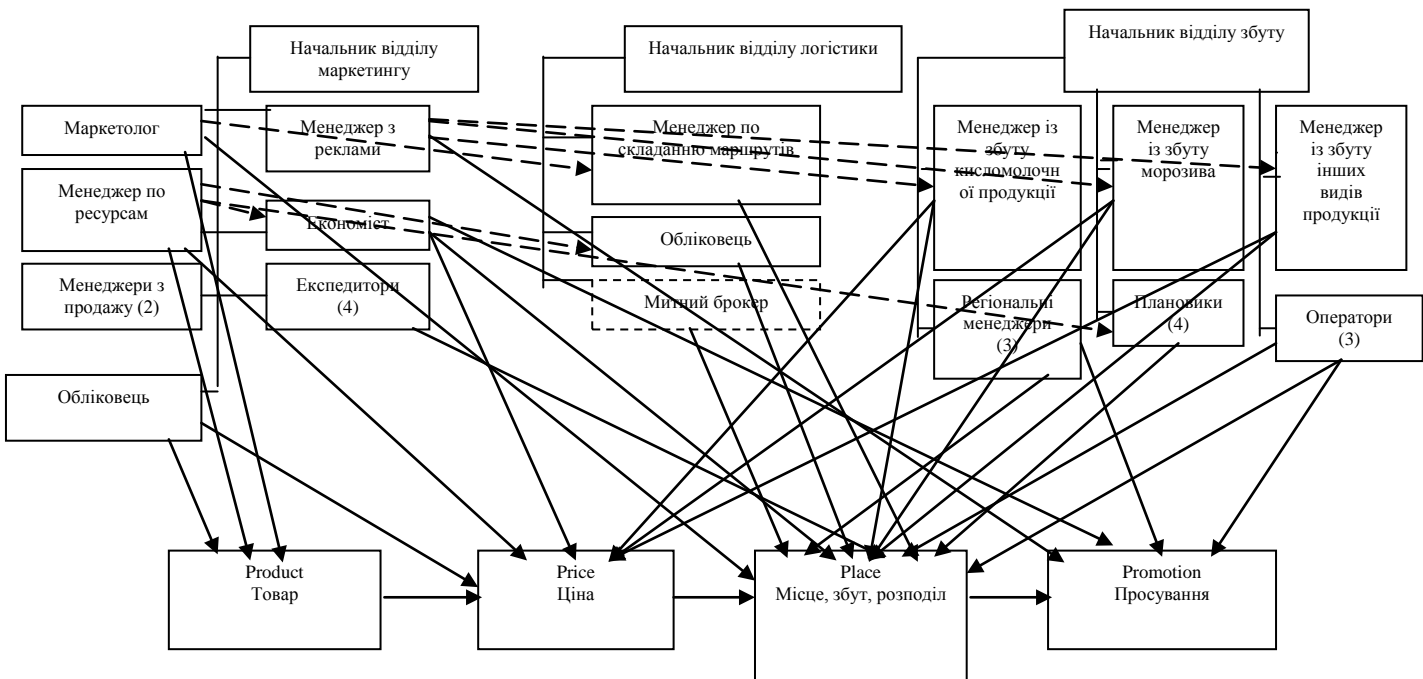 Начальник відділу
маркетингу
Начальник відділу логістики
Начальник відділу збуту
Маркетолог
Менеджер з
реклами
Менеджер по
складанню маршрутів
Менеджер із
збуту
кисломолочн
ої продукції
Менеджер
із збуту
морозива
Менеджер
із збуту
інших
видів
продукції
Менеджер по
ресурсам
Економіст
Обліковець
Менеджери з
продажу (2)
Експедитори
(4)
Митний брокер
Регіональні
менеджери
(3)
Плановики
(4)
Оператори
(3)
Обліковець
Product
Товар
Price
Ціна
Place
Місце, збут, розподіл
Promotion
Просування